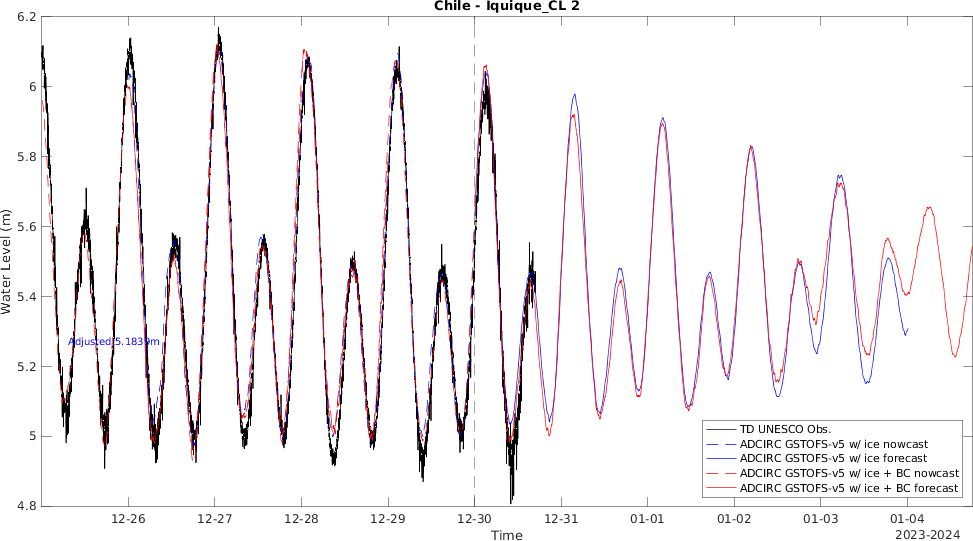 Chile - Iquique_CL 2
6.2
6
5.8
5.6
5.4
5.2
5
4.8
Water Level (m)
Adjusted 5.1839m
TD UNESCO Obs.
ADCIRC GSTOFS-v5 w/ ice nowcast
ADCIRC GSTOFS-v5 w/ ice forecast
ADCIRC GSTOFS-v5 w/ ice + BC nowcast
ADCIRC GSTOFS-v5 w/ ice + BC forecast
12-26 12-27 12-28 12-29 12-30 12-31 01-01 01-02 01-03 01-04
Time
2023-2024